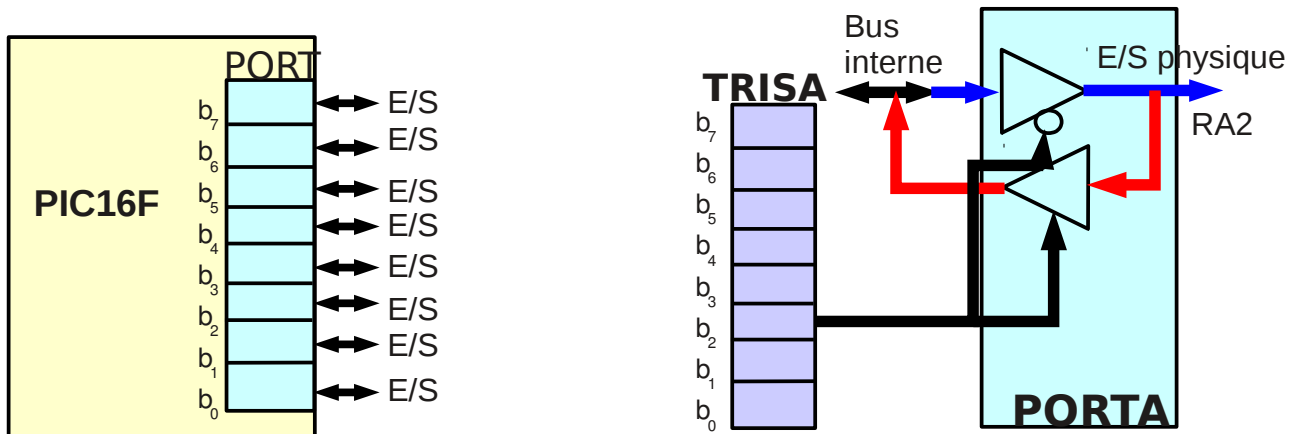 PORT
PIC16F
b7
b6
b5
b4
b3
b2
b1
b0
E/S
E/S
E/S
E/S
E/S
E/S
E/S
E/S
Bus
interne
E/S physique
TRISA
RA2
b7
b6
b5
b4
b3
b2
b1
b0
PORTA